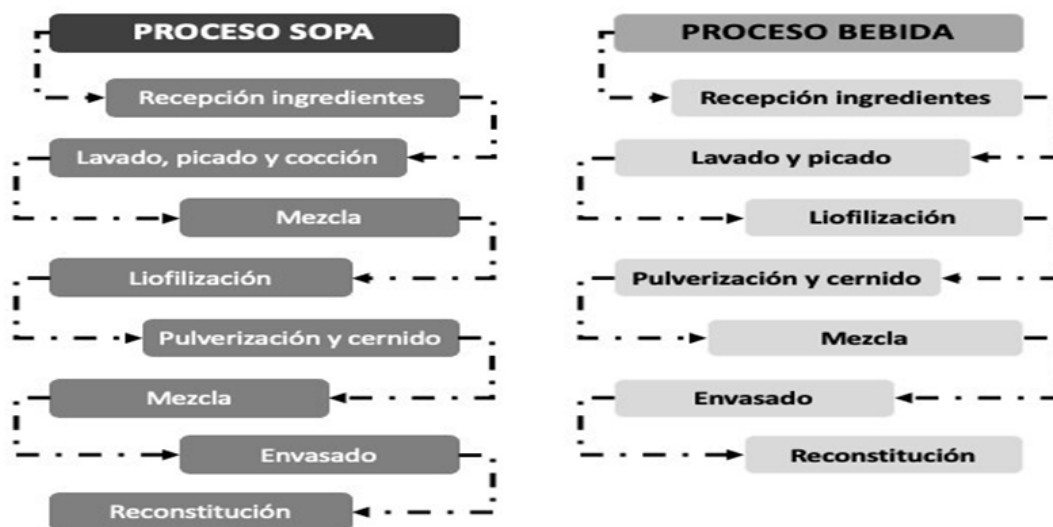 PROCESO SOPA
Recepción ingredientes
Lavado, picado y cocción
Mezcla
Liofilización
Pulverización y cernido
Mezcla
Envasado
Reconstitución
PROCESO BEBIDA
Recepción ingredientes
Lavado y picado
Liofilización
Pulverización y cernido
Mezcla
Envasado
Reconstitución